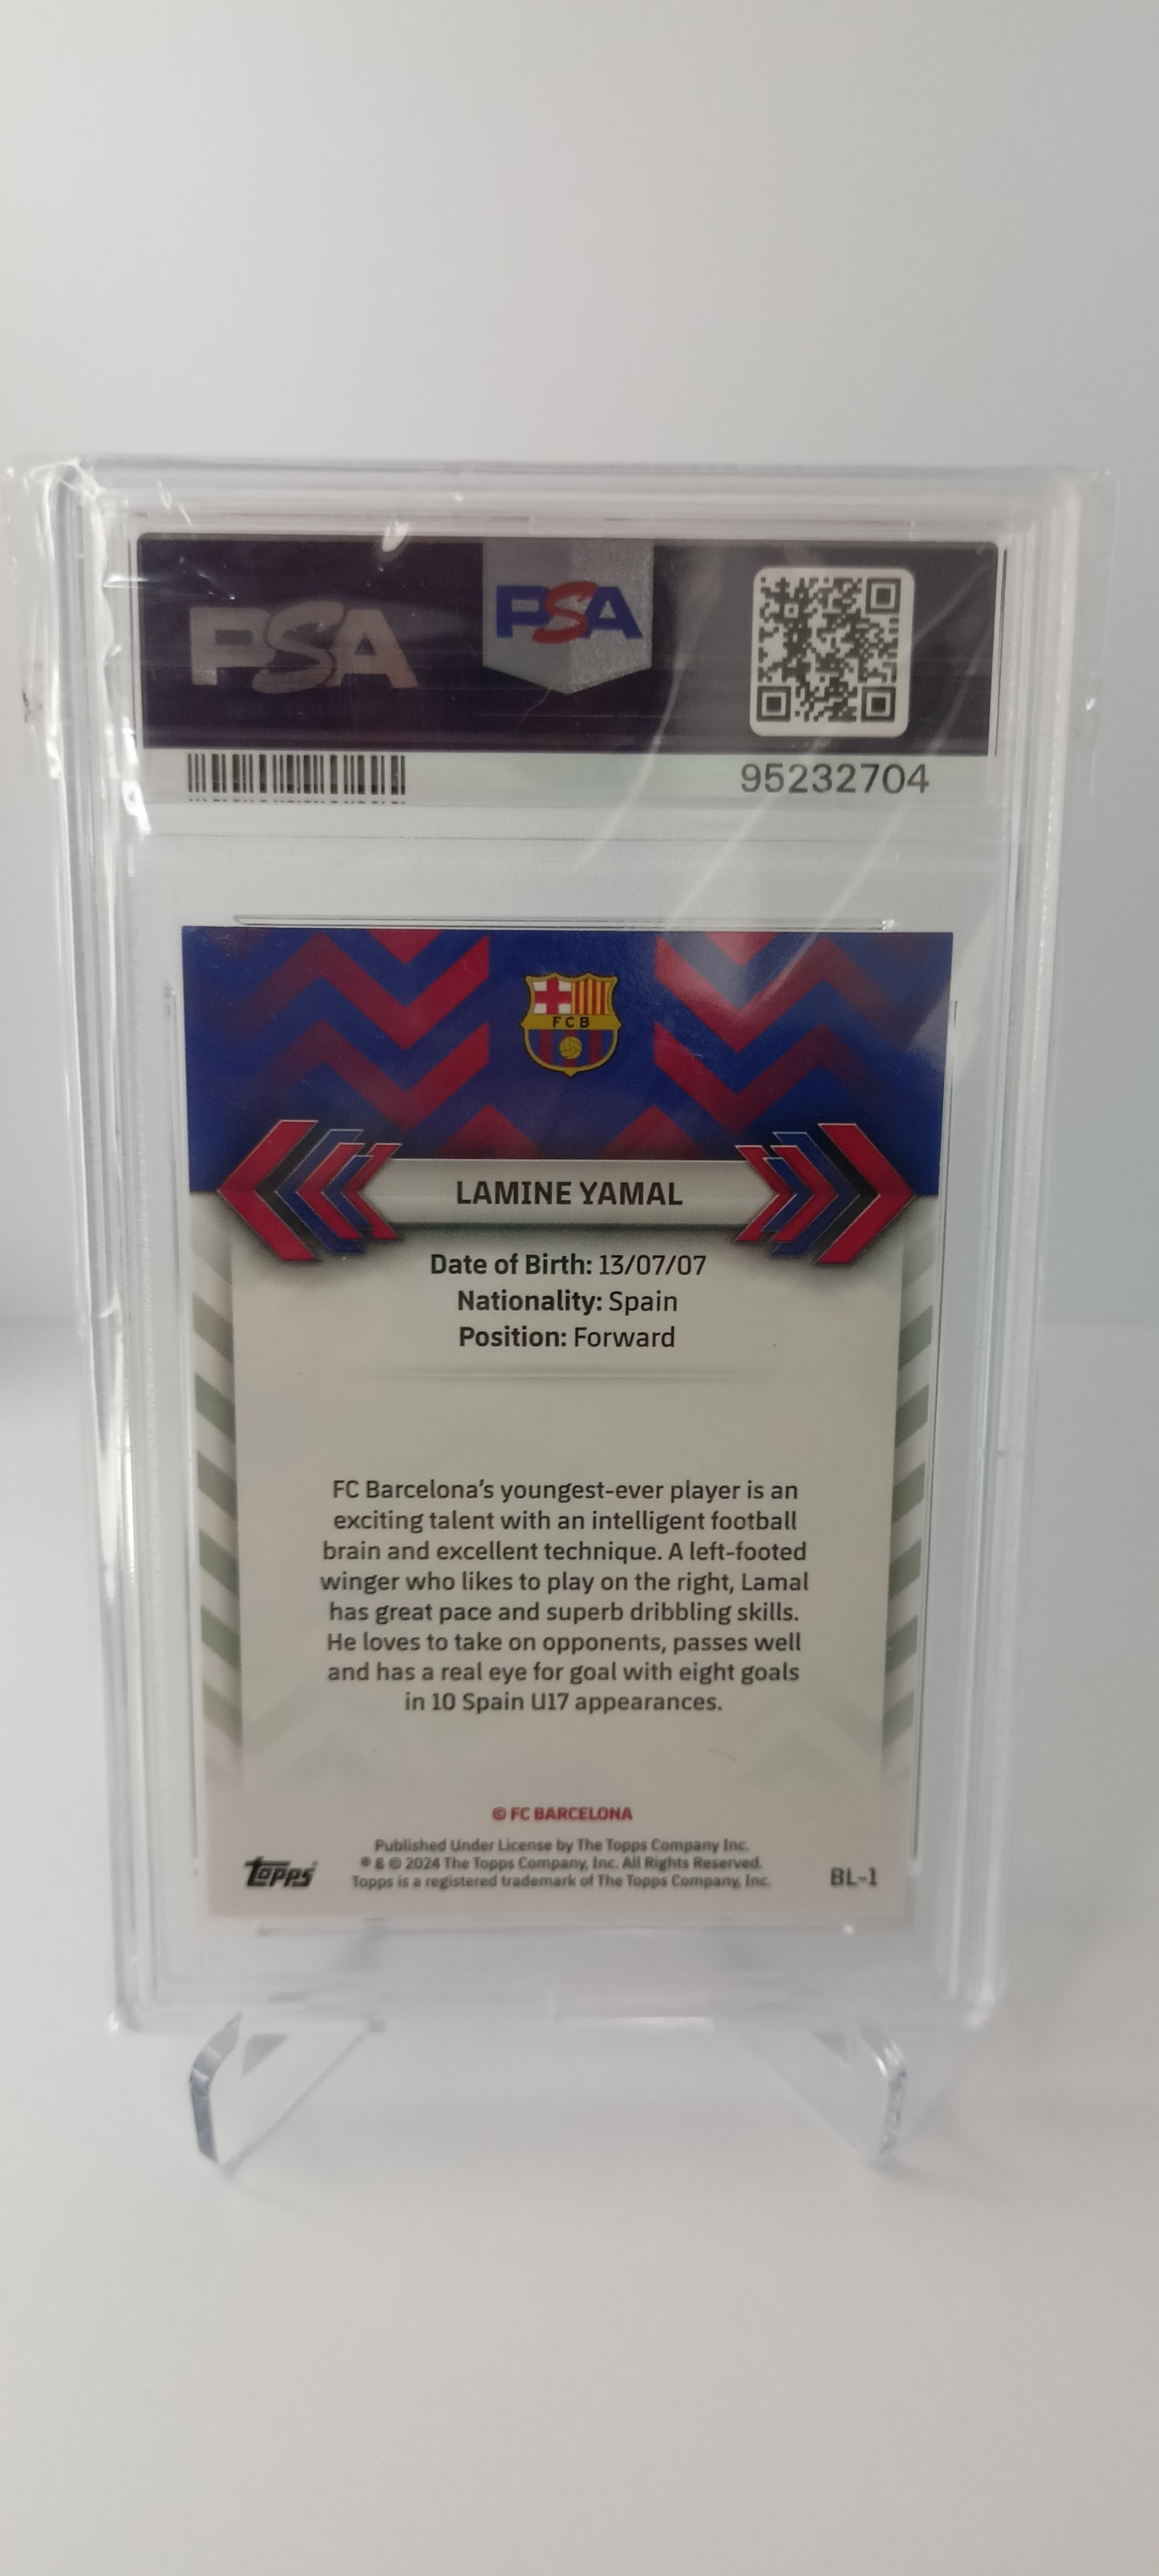 PSA
PSA
95232704
FCB
LAMINE YAMAL
Date of Birth: 13/07/07
Nationality: Spain
Position: Forward
FC Barcelona's youngest-ever player is an
exciting talent with an intelligent football
brain and excellent technique. A left-footed
winger who likes to play on the right, Lamal
has great pace and superb dribbling skills.
He loves to take on opponents, passes well
and has a real eye for goal with eight goals
in 10 Spain U17 appearances.
© FC BARCELONA
Published Under License by The Topps Company Inc.
® & © 2024 The Topps Company, Inc. All Rights Reserved.
Topps is a registered trademark of The Topps Company, Inc.
Topps®
BL-1